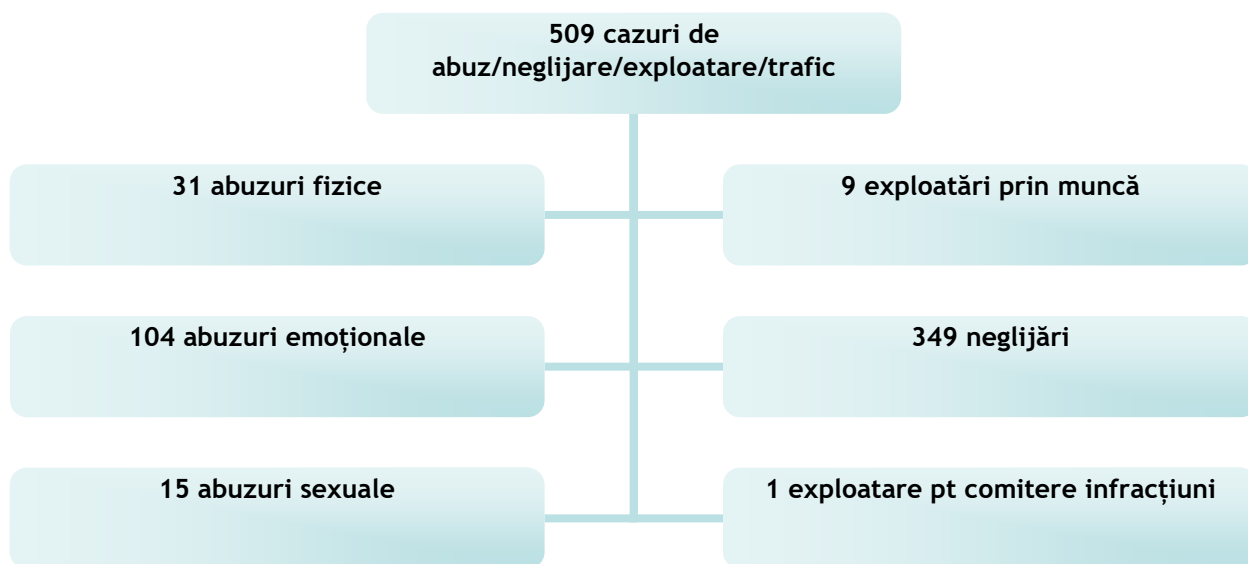 509 cazuri de
abuz/neglijare/exploatare/trafic
31 abuzuri fizice
9 exploatări prin muncă
104 abuzuri emoționale
349 neglijări
15 abuzuri sexuale
1 exploatare pt comitere infracțiuni